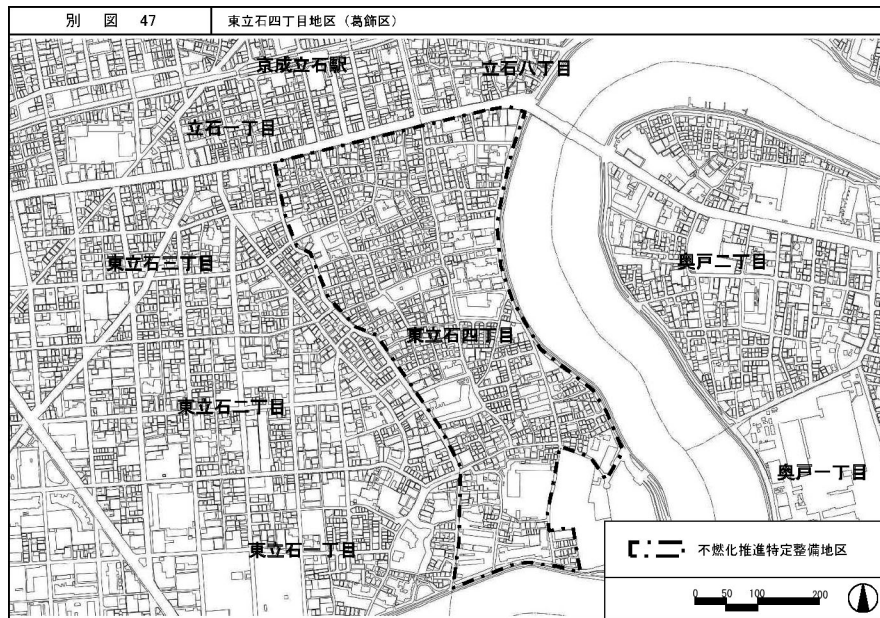 別 図 47
東立石四丁目地区（葛飾区）
京成立石駅
立石八丁目
立石一丁目
東立石三丁目
奥戸二丁目
東立石四丁目
東立石二丁目
奥戸一丁目
東立石一丁目
不燃化推進特定整備地区
0 50 100 200